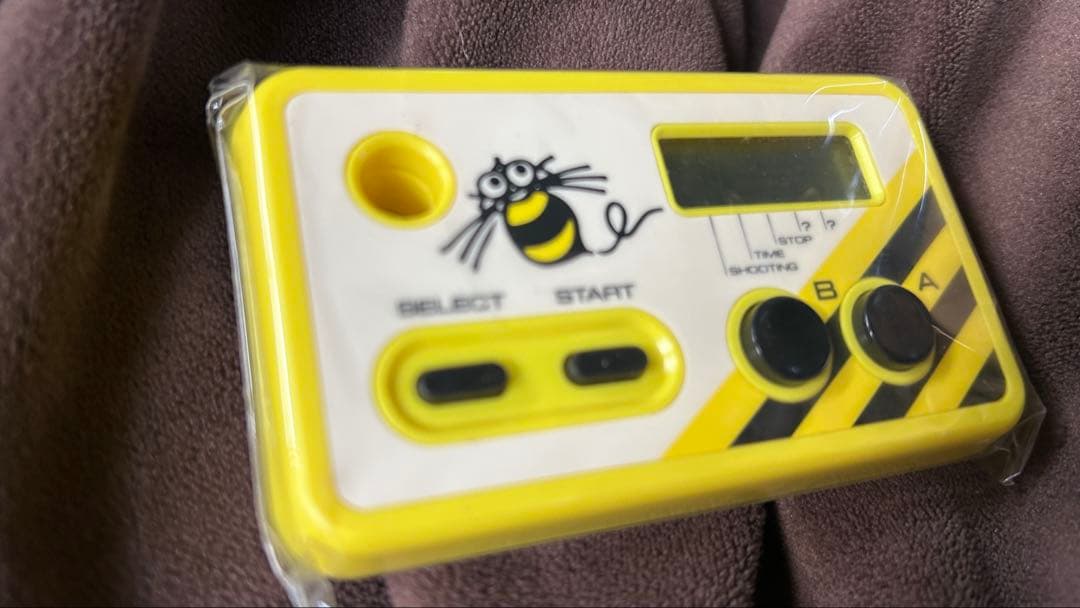 SELECT START
? ?
STOP
TIME
SHOOTING
B A